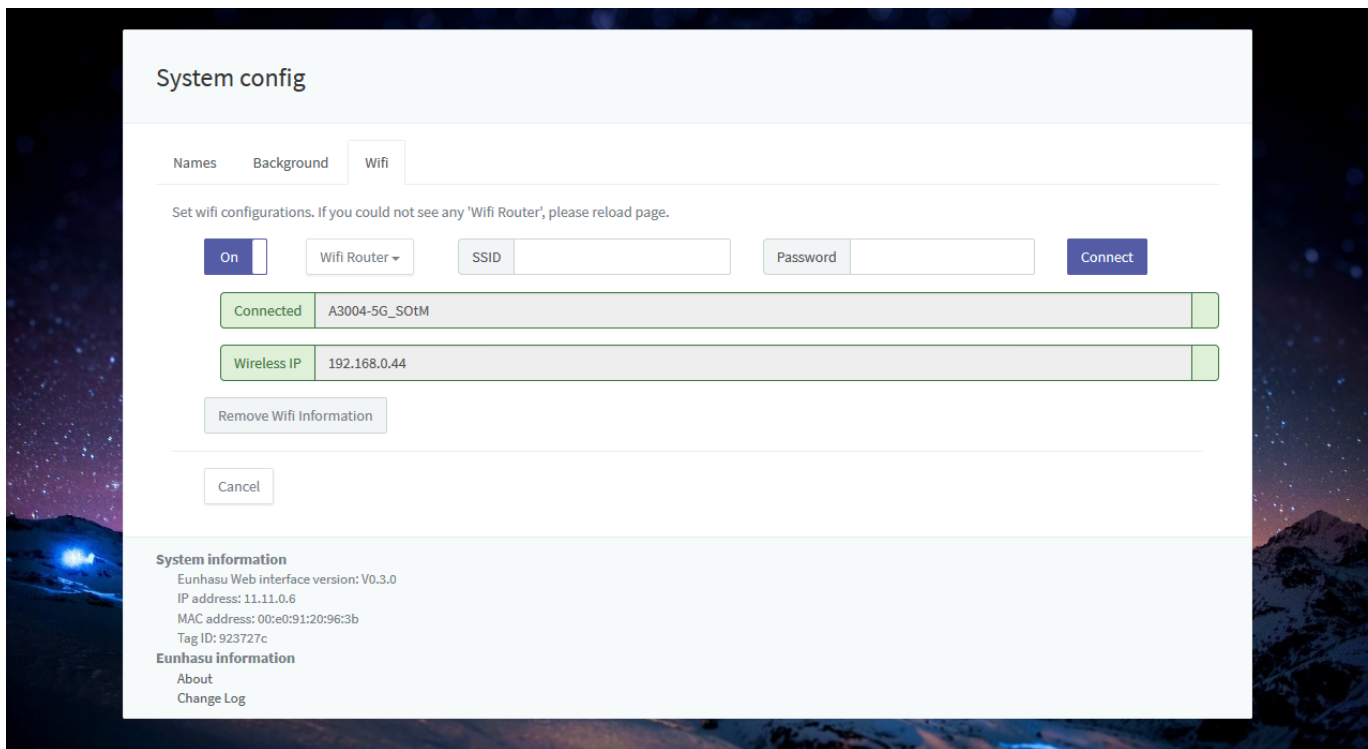 System config
Names Background Wifi
Set wifi configurations. If you could not see any 'Wifi Router', please reload page.
On Wifi Router SSID Password Connect
Connected A3004-5G_SOtM
Wireless IP 192.168.0.44
Remove Wifi Information
Cancel
System information
Eunhasu Web interface version: V0.3.0
IP address: 11.11.0.6
MAC address: 00:e0:91:20:96:3b
Tag ID: 923727c
Eunhasu information
About
Change Log